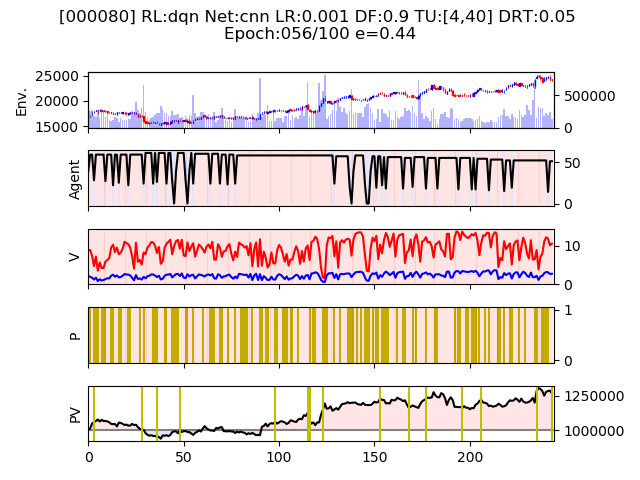 [000080] RL:dqn Net:cnn LR:0.001 DF:0.9 TU:[4,40] DRT:0.05
Epoch:056/100 e=0.44
Env.
25000
20000
15000
500000
0
Agent
50
0
V
10
0
P
1
0
PV
1250000
1000000
0 50 100 150 200